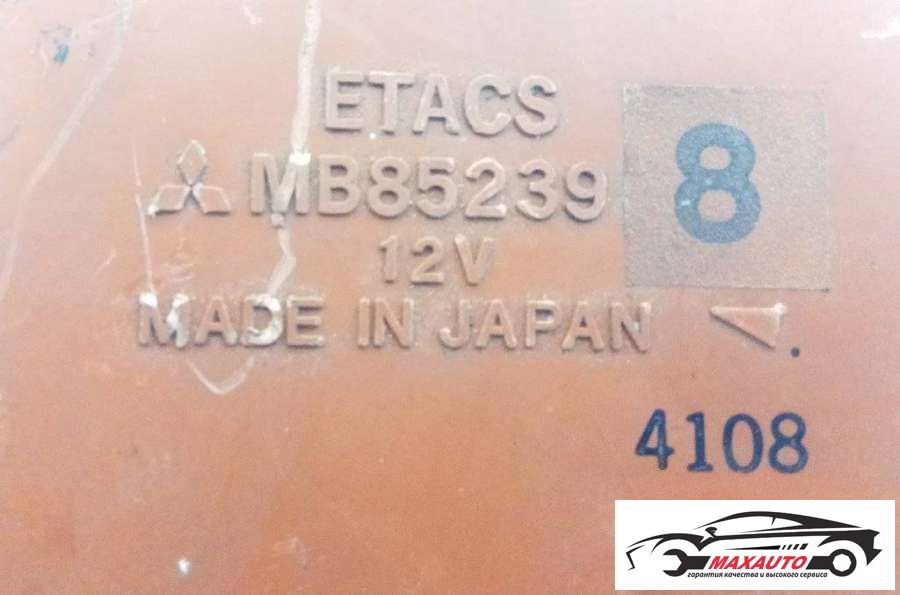 ETACS
MB85239 8
12V
MADE IN JAPAN
4108
MAXAUTO
гарантия качества и высокого сервиса